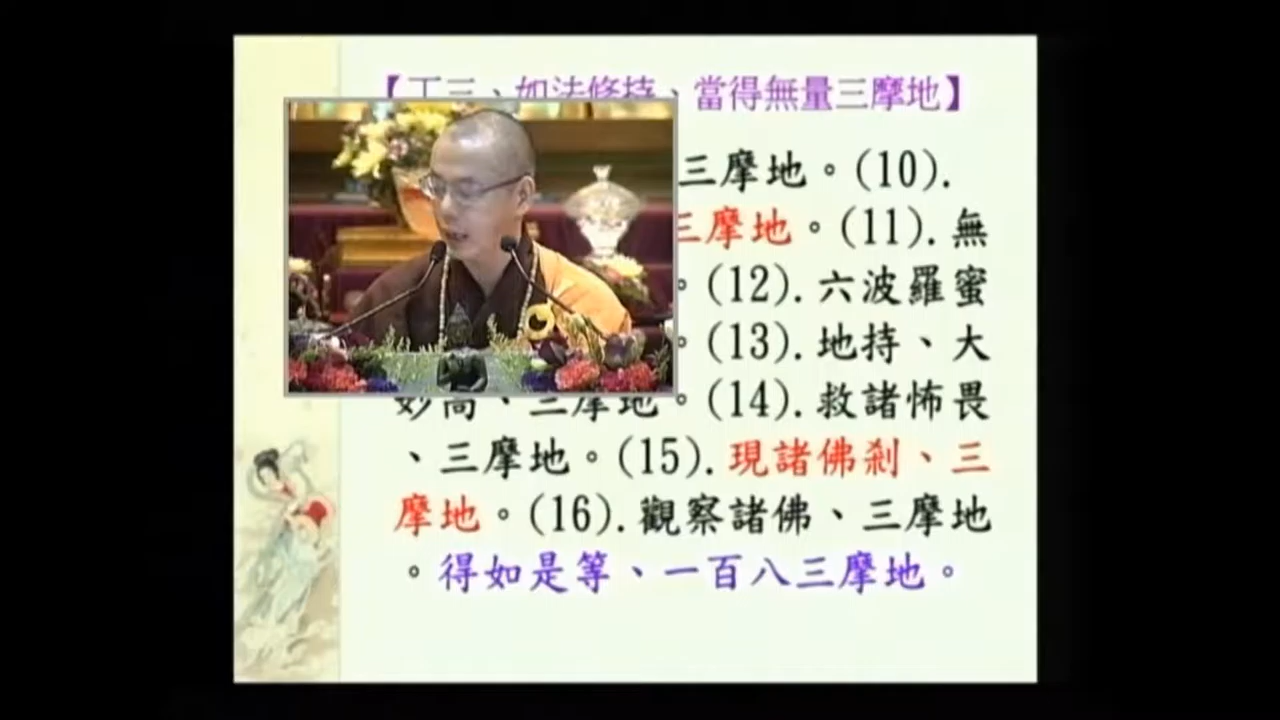 【丁三、如法修持、當得無量三摩地】
三摩地。(10).
三摩地。(11).無
。(12).六波羅蜜
。(13).地持、大
妙高、三摩地。(14).救諸怖畏
、三摩地。(15).現諸佛剎、三
摩地。(16).觀察諸佛、三摩地
。得如是等、一百八三摩地。